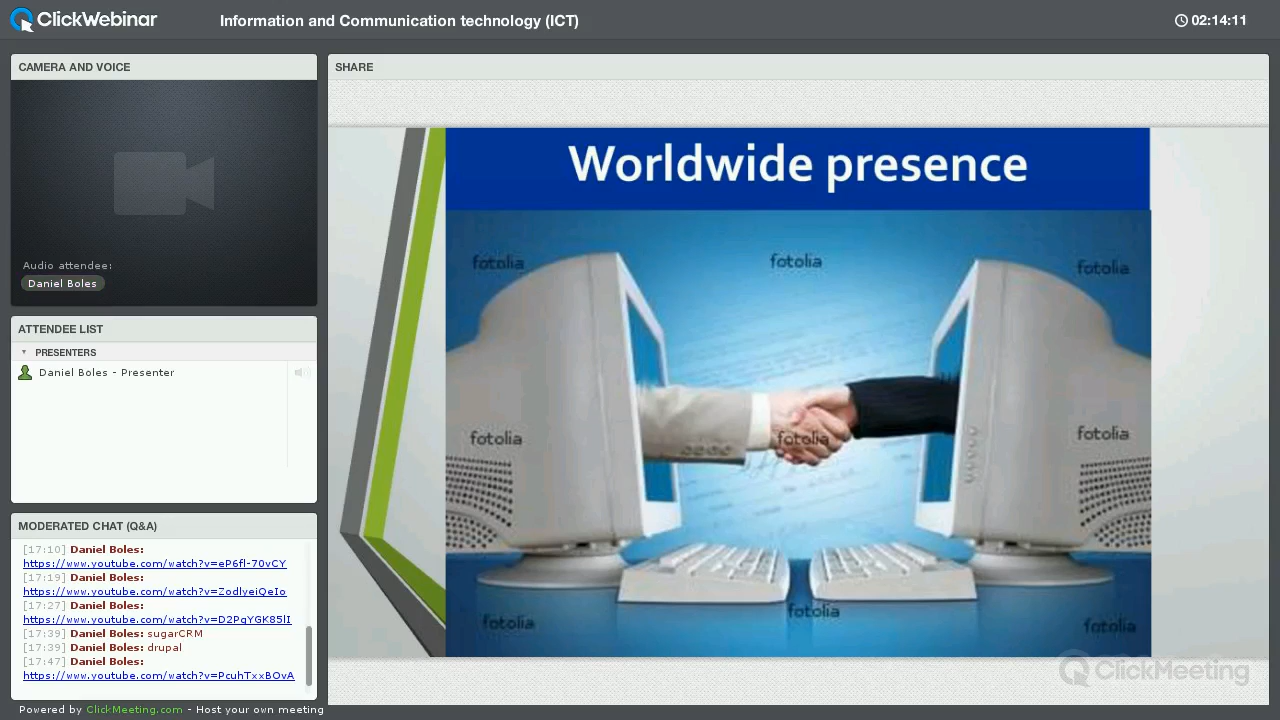 ClickWebinar
Information and Communication technology (ICT)
02:14:11
CAMERA AND VOICE
Audio attendee:
Daniel Boles
ATTENDEE LIST
PRESENTERS
Daniel Boles - Presenter
MODERATED CHAT (Q&A)
[17:10] Daniel Boles:
https://www.youtube.com/watch?v=eP6fl-70vCY
[17:19] Daniel Boles:
https://www.youtube.com/watch?v=ZodlyeiQeIo
[17:27] Daniel Boles:
https://www.youtube.com/watch?v=D2PqYGK85lI
[17:39] Daniel Boles: sugarCRM
[17:39] Daniel Boles: drupal
[17:47] Daniel Boles:
https://www.youtube.com/watch?v=PcuhTxxBOvA
Powered by ClickMeeting.com - Host your own meeting
SHARE
Worldwide presence
fotolia fotolia fotolia
fotolia fotolia fotolia
fotolia fotolia fotolia
ClickMeeting